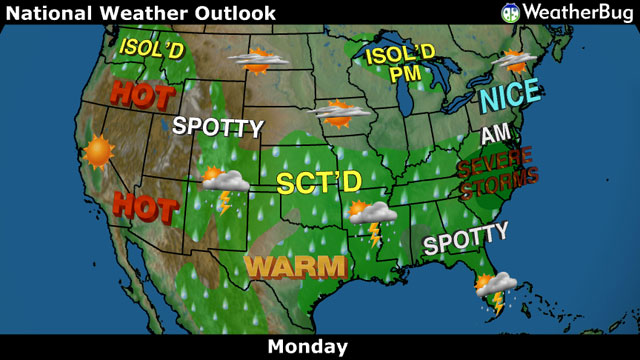 National Weather Outlook
WeatherBug
ISOL'D
ISOL'D
PM
HOT
NICE
SPOTTY
AM
SEVERE
STORMS
SCT'D
HOT
SPOTTY
WARM
Monday